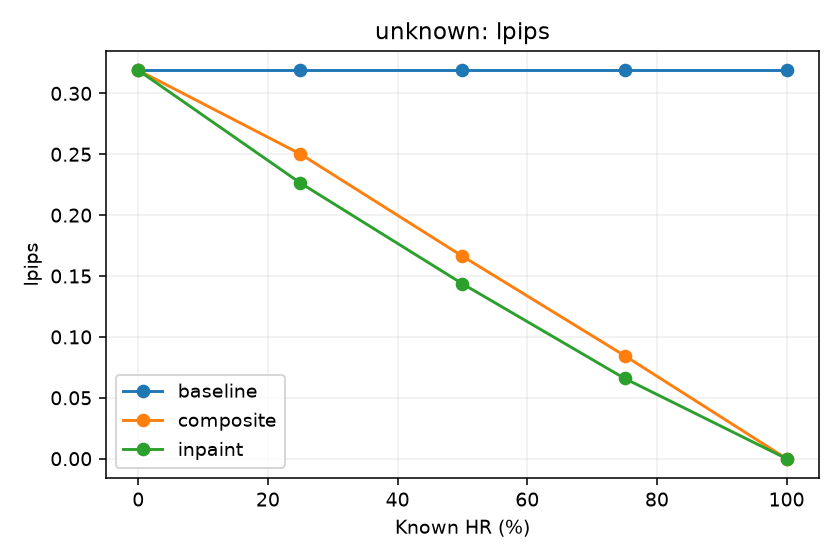 unknown: lpips
lpips
0.30
0.25
0.20
0.15
0.10
0.05
0.00
baseline
composite
inpaint
0 20 40 60 80 100
Known HR (%)